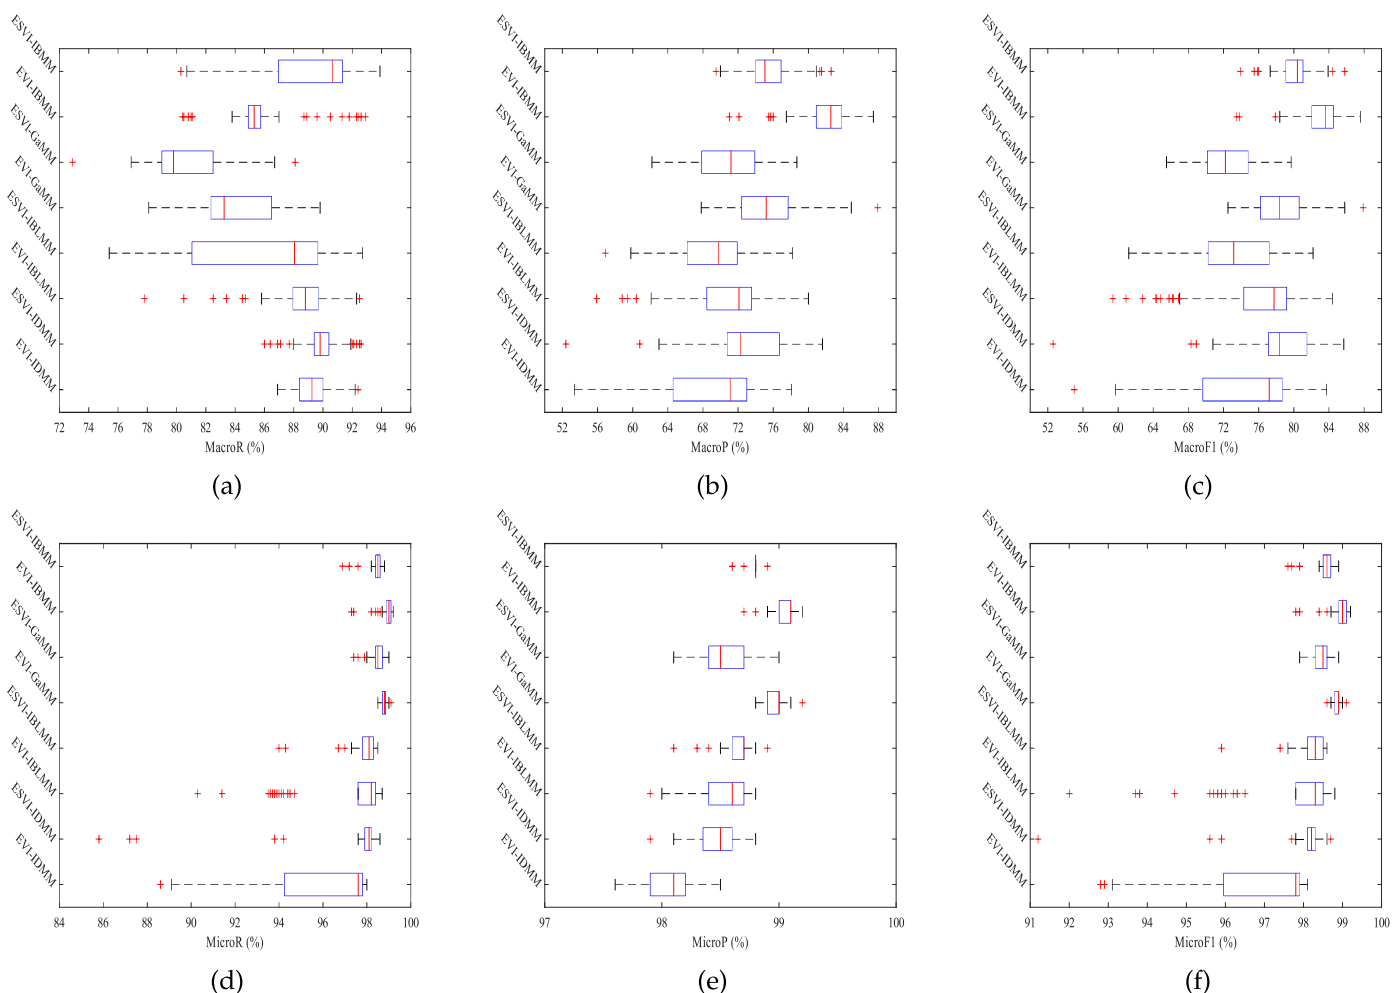 ESVI-IBMM
EVI-IBMM
ESVI-GaMM
EVI-GaMM
ESVI-IBLMM
EVI-IBLMM
ESVI-IDMM
EVI-IDMM
72 74 76 78 80 82 84 86 88 90 92 94 96
MacroR (%)
(a)
ESVI-IBMM
EVI-IBMM
ESVI-GaMM
EVI-GaMM
ESVI-IBLMM
EVI-IBLMM
ESVI-IDMM
EVI-IDMM
52 56 60 64 68 72 76 80 84 88
MacroP (%)
(b)
ESVI-IBMM
EVI-IBMM
ESVI-GaMM
EVI-GaMM
ESVI-IBLMM
EVI-IBLMM
ESVI-IDMM
EVI-IDMM
52 56 60 64 68 72 76 80 84 88
MacroF1 (%)
(c)
ESVI-IBMM
EVI-IBMM
ESVI-GaMM
EVI-GaMM
ESVI-IBLMM
EVI-IBLMM
ESVI-IDMM
EVI-IDMM
84 86 88 90 92 94 96 98 100
MicroR (%)
(d)
ESVI-IBMM
EVI-IBMM
ESVI-GaMM
EVI-GaMM
ESVI-IBLMM
EVI-IBLMM
ESVI-IDMM
EVI-IDMM
97 98 99 100
MicroP (%)
(e)
ESVI-IBMM
EVI-IBMM
ESVI-GaMM
EVI-GaMM
ESVI-IBLMM
EVI-IBLMM
ESVI-IDMM
EVI-IDMM
91 92 93 94 95 96 97 98 99 100
MicroF1 (%)
(f)